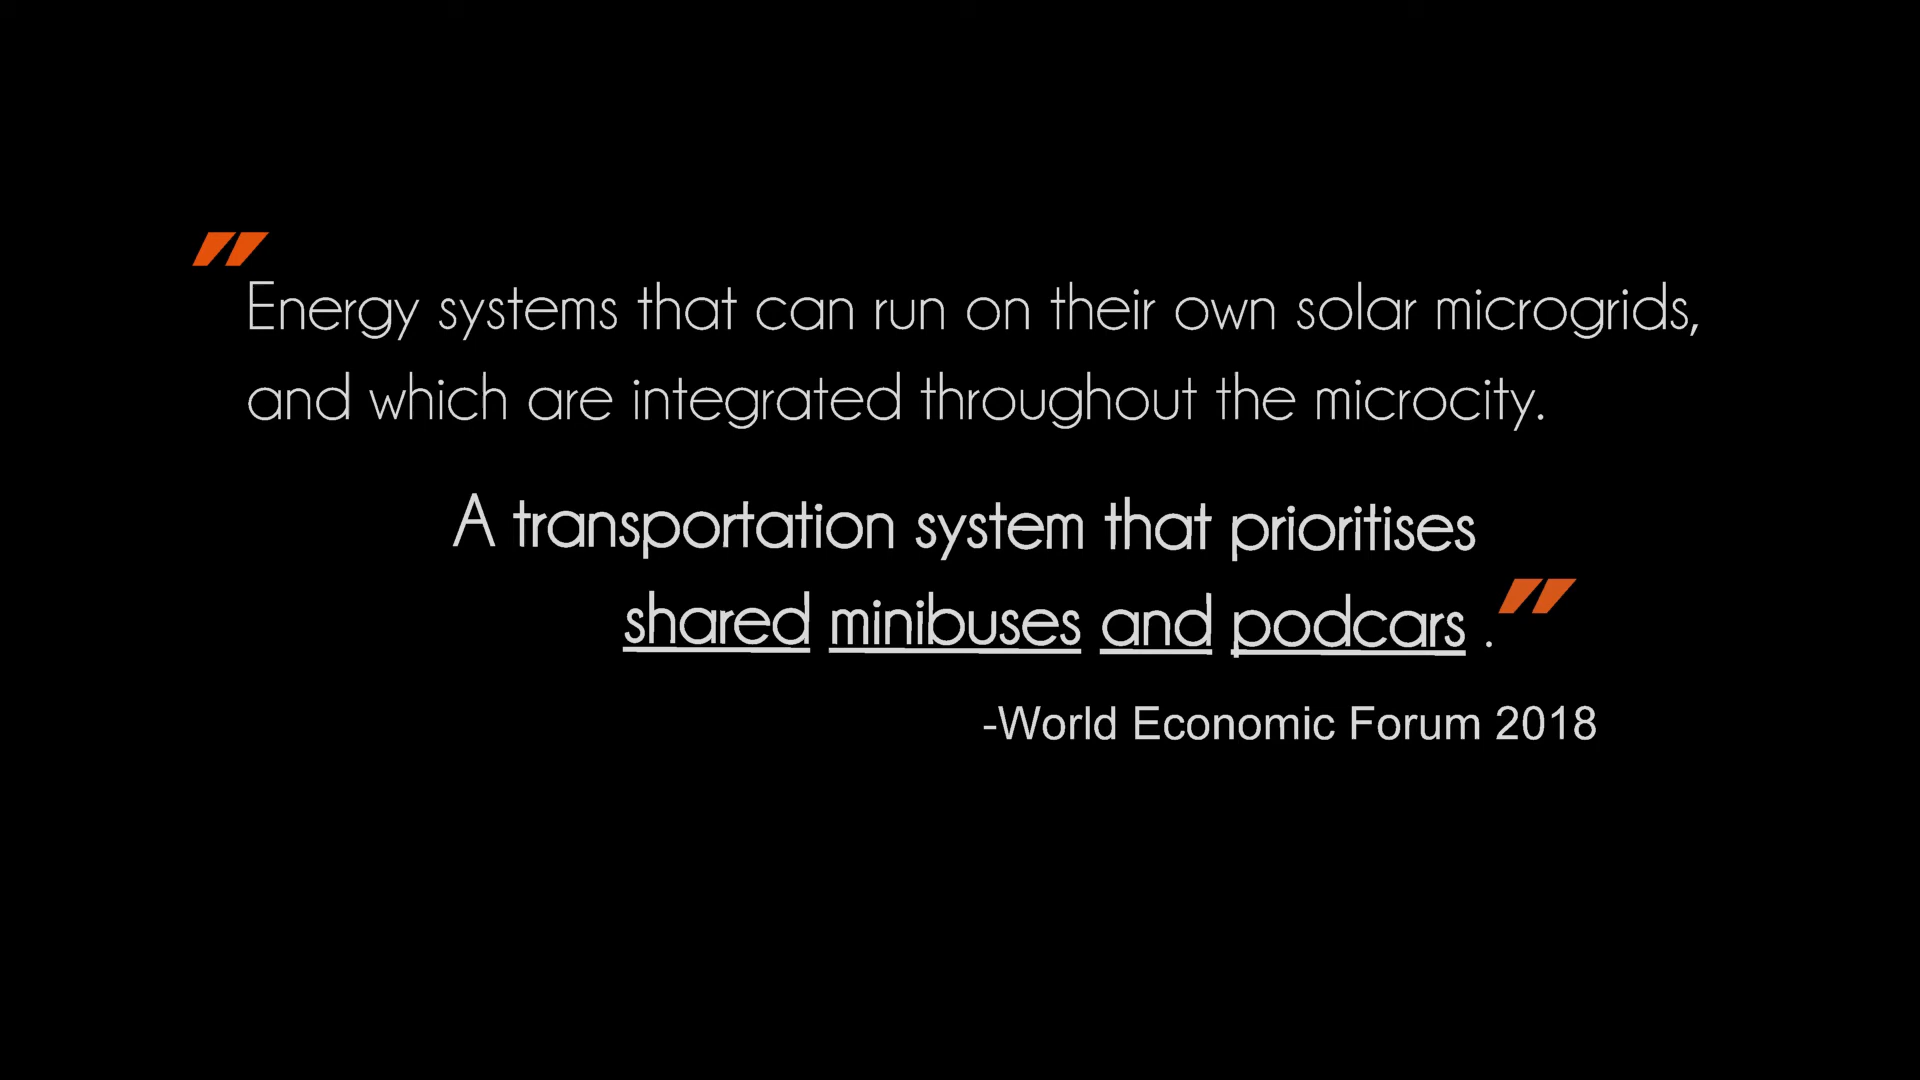 "Energy systems that can run on their own solar microgrids,
and which are integrated throughout the microcity.
A transportation system that prioritises
shared minibuses and podcars ."
-World Economic Forum 2018